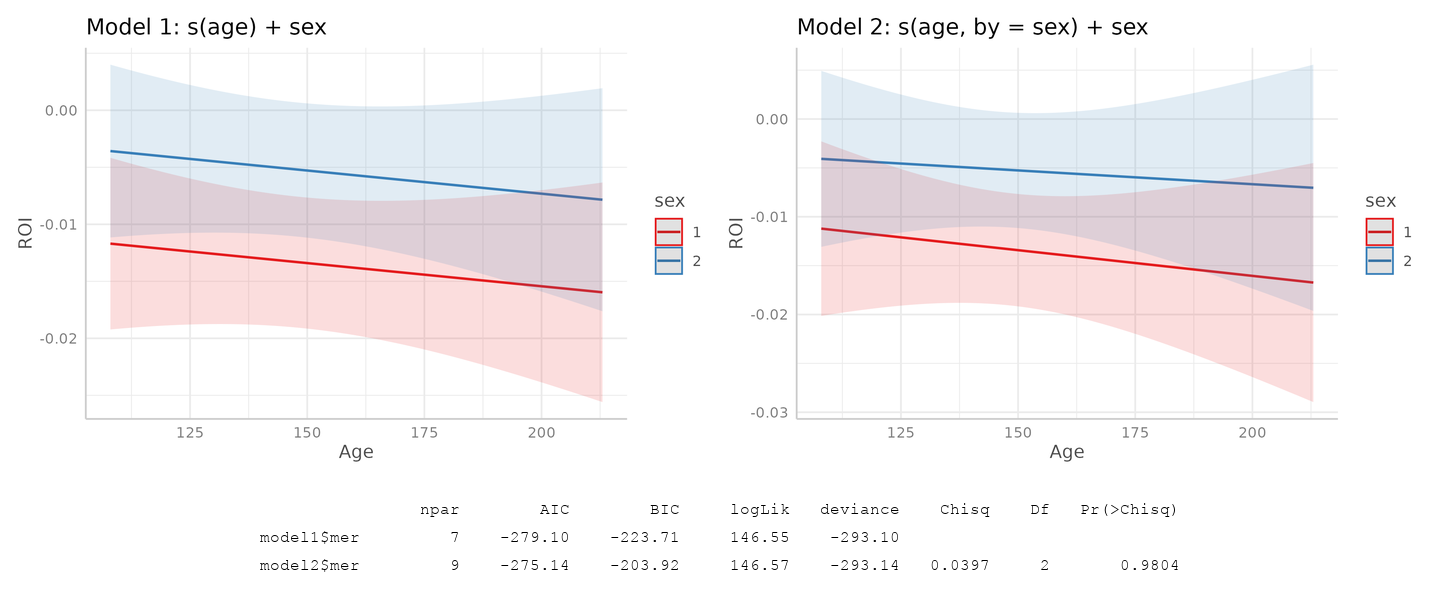 Model 1: s(age) + sex
0.00
-0.01
-0.02
ROI
125 150 175 200
Age
sex
1
2
Model 2: s(age, by = sex) + sex
0.00
-0.01
-0.02
-0.03
ROI
125 150 175 200
Age
sex
1
2
npar AIC BIC logLik deviance Chisq Df Pr(>Chisq)
model1$mer 7 -279.10 -223.71 146.55 -293.10
model2$mer 9 -275.14 -203.92 146.57 -293.14 0.0397 2 0.9804